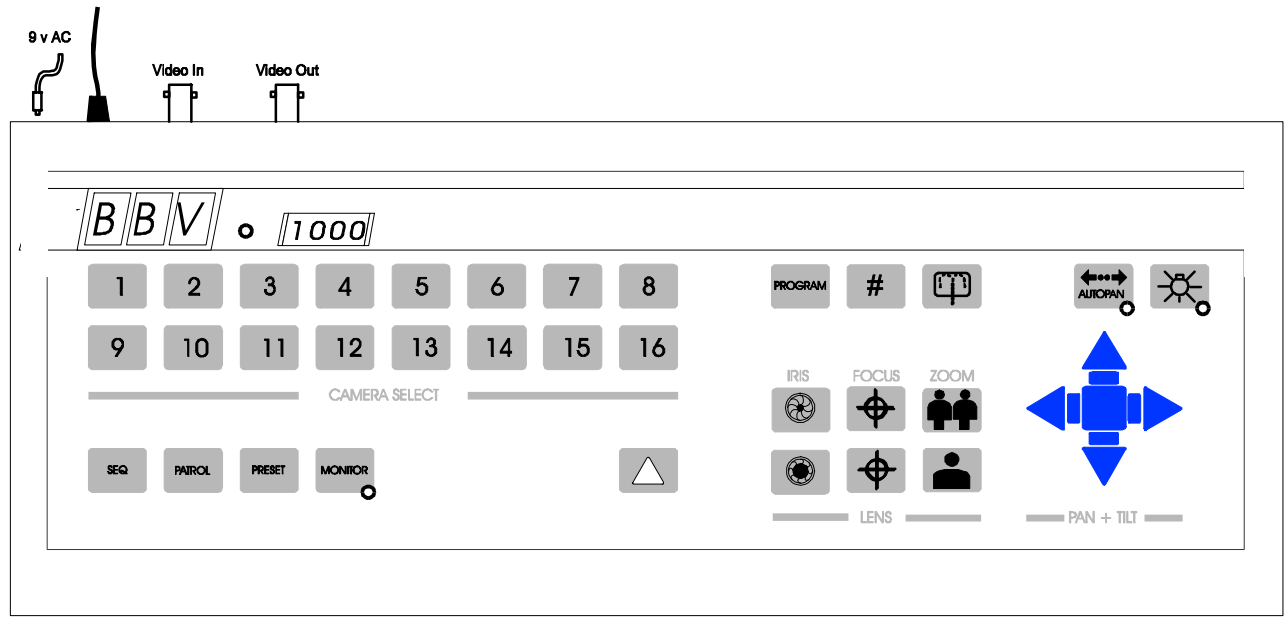 9 v AC
Video In Video Out
BBV 1000
1 2 3 4 5 6 7 8 PROGRAM # AUTOPAN
9 10 11 12 13 14 15 16
IRIS FOCUS ZOOM
CAMERA SELECT
SEQ PATROL PRESET MONITOR
LENS PAN + TILT